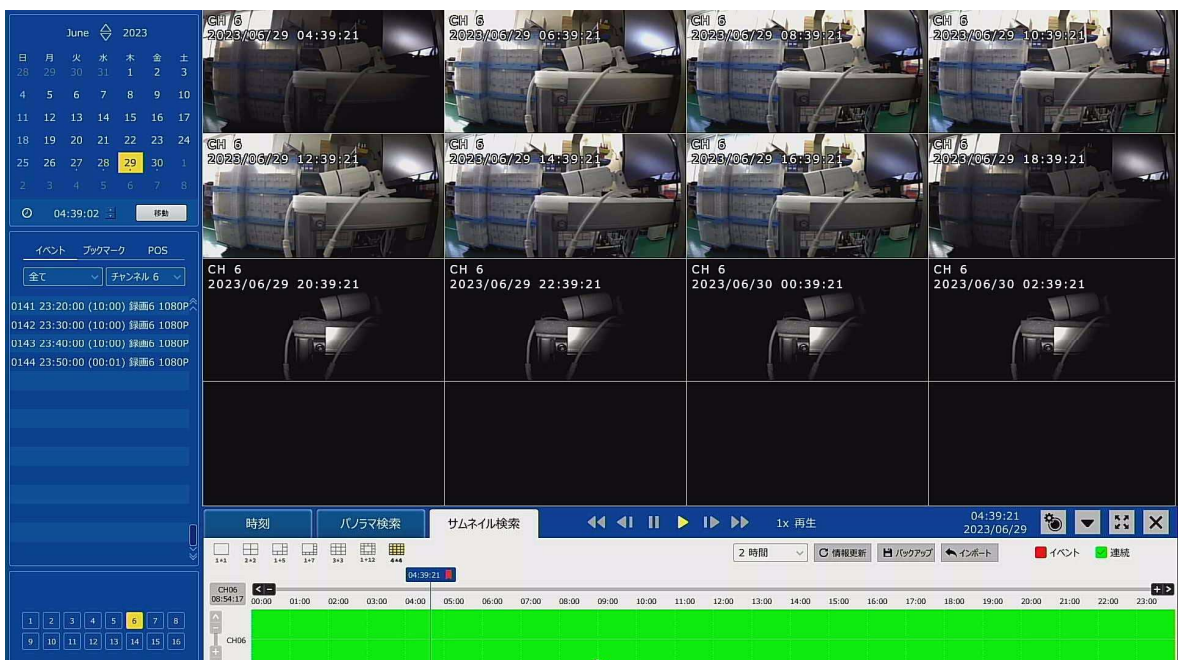 June 2023
日 月 火 水 木 金 土
28 29 30 31 1 2 3
4 5 6 7 8 9 10
11 12 13 14 15 16 17
18 19 20 21 22 23 24
25 26 27 28 29 30 1
2 3 4 5 6 7 8
04:39:02 移動
イベント ブックマーク POS
全て チャンネル 6
0141 23:20:00 (10:00) 録画6 1080P
0142 23:30:00 (10:00) 録画6 1080P
0143 23:40:00 (10:00) 録画6 1080P
0144 23:50:00 (00:01) 録画6 1080P
1 2 3 4 5 6 7 8
9 10 11 12 13 14 15 16
CH 6
2023/06/29 04:39:21
CH 6
2023/06/29 06:39:21
CH 6
2023/06/29 08:39:21
CH 6
2023/06/29 10:39:21
CH 6
2023/06/29 12:39:21
CH 6
2023/06/29 14:39:21
CH 6
2023/06/29 16:39:21
CH 6
2023/06/29 18:39:21
CH 6
2023/06/29 20:39:21
CH 6
2023/06/29 22:39:21
CH 6
2023/06/30 00:39:21
CH 6
2023/06/30 02:39:21
時刻 パノラマ検索 サムネイル検索 1x 再生
04:39:21
2023/06/29
1×1 2×2 1+5 1+7 3×3 1+12 4×4
2 時間 情報更新 バックアップ インポート イベント 連続
04:39:21
CH06
08:54:17 00:00 01:00 02:00 03:00 04:00 05:00 06:00 07:00 08:00 09:00 10:00 11:00 12:00 13:00 14:00 15:00 16:00 17:00 18:00 19:00 20:00 21:00 22:00 23:00
CH06